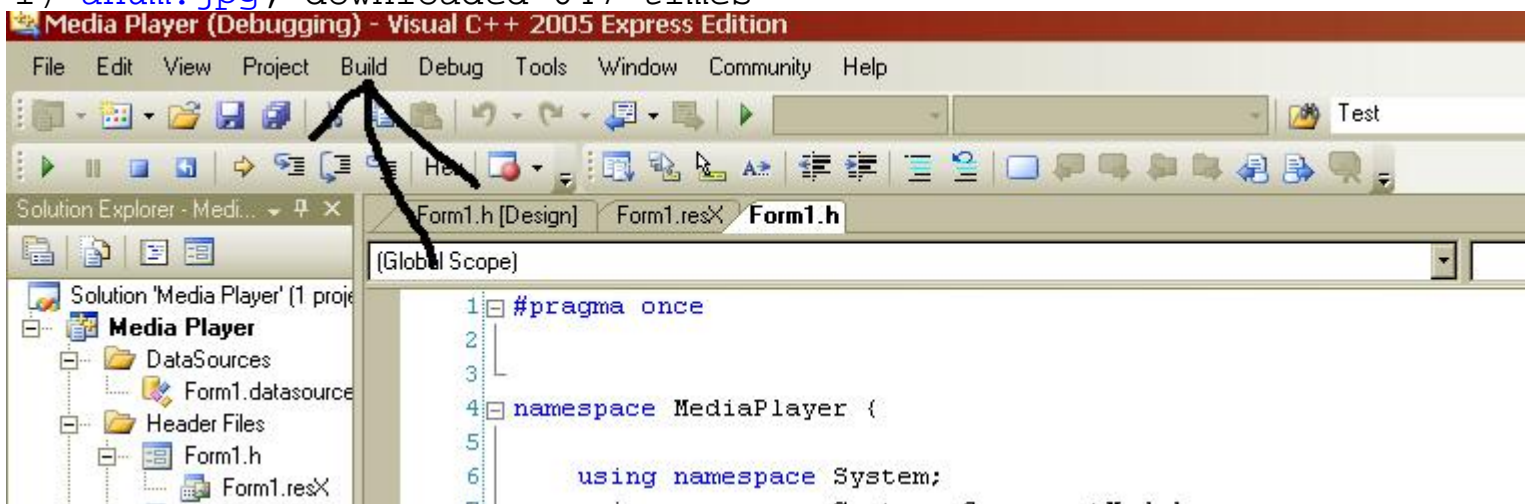 Media Player (Debugging) - Visual C++ 2005 Express Edition
File Edit View Project Build Debug Tools Window Community Help
Test
Solution Explorer - Medi...
Form1.h [Design] Form1.resX Form1.h
(Global Scope)
Solution 'Media Player' (1 proje
Media Player
DataSources
Form1.datasource
Header Files
Form1.h
Form1.resX
1 #pragma once
2
3
4 namespace MediaPlayer {
5
6 using namespace System;